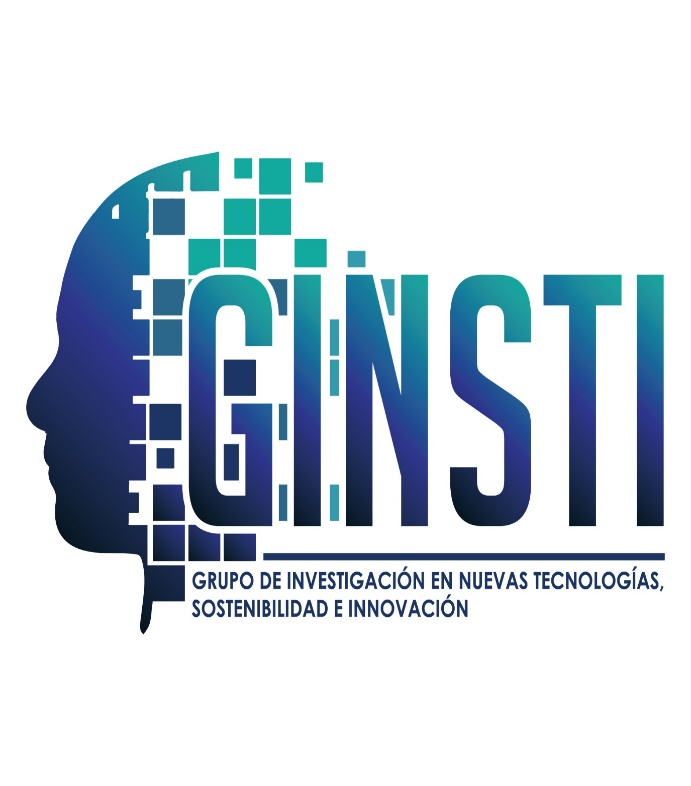 GINSTI
GRUPO DE INVESTIGACIÓN EN NUEVAS TECNOLOGÍAS,
SOSTENIBILIDAD E INNOVACIÓN